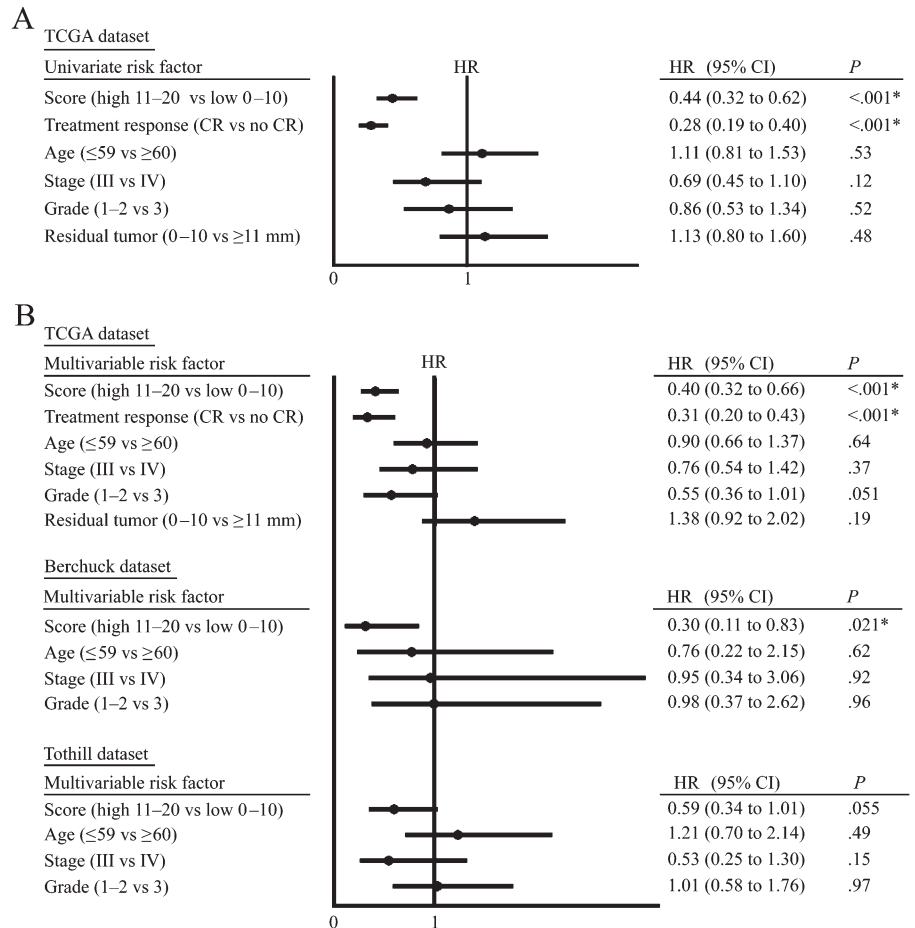 A
TCGA dataset
Univariate risk factor HR HR (95% CI) P
Score (high 11–20 vs low 0–10) 0.44 (0.32 to 0.62) <.001*
Treatment response (CR vs no CR) 0.28 (0.19 to 0.40) <.001*
Age (≤59 vs ≥60) 1.11 (0.81 to 1.53) .53
Stage (III vs IV) 0.69 (0.45 to 1.10) .12
Grade (1–2 vs 3) 0.86 (0.53 to 1.34) .52
Residual tumor (0–10 vs ≥11 mm) 1.13 (0.80 to 1.60) .48
0 1
B
TCGA dataset
Multivariable risk factor HR HR (95% CI) P
Score (high 11–20 vs low 0–10) 0.40 (0.32 to 0.66) <.001*
Treatment response (CR vs no CR) 0.31 (0.20 to 0.43) <.001*
Age (≤59 vs ≥60) 0.90 (0.66 to 1.37) .64
Stage (III vs IV) 0.76 (0.54 to 1.42) .37
Grade (1–2 vs 3) 0.55 (0.36 to 1.01) .051
Residual tumor (0–10 vs ≥11 mm) 1.38 (0.92 to 2.02) .19
Berchuck dataset
Multivariable risk factor HR (95% CI) P
Score (high 11–20 vs low 0–10) 0.30 (0.11 to 0.83) .021*
Age (≤59 vs ≥60) 0.76 (0.22 to 2.15) .62
Stage (III vs IV) 0.95 (0.34 to 3.06) .92
Grade (1–2 vs 3) 0.98 (0.37 to 2.62) .96
Tothill dataset
Multivariable risk factor HR (95% CI) P
Score (high 11–20 vs low 0–10) 0.59 (0.34 to 1.01) .055
Age (≤59 vs ≥60) 1.21 (0.70 to 2.14) .49
Stage (III vs IV) 0.53 (0.25 to 1.30) .15
Grade (1–2 vs 3) 1.01 (0.58 to 1.76) .97
0 1